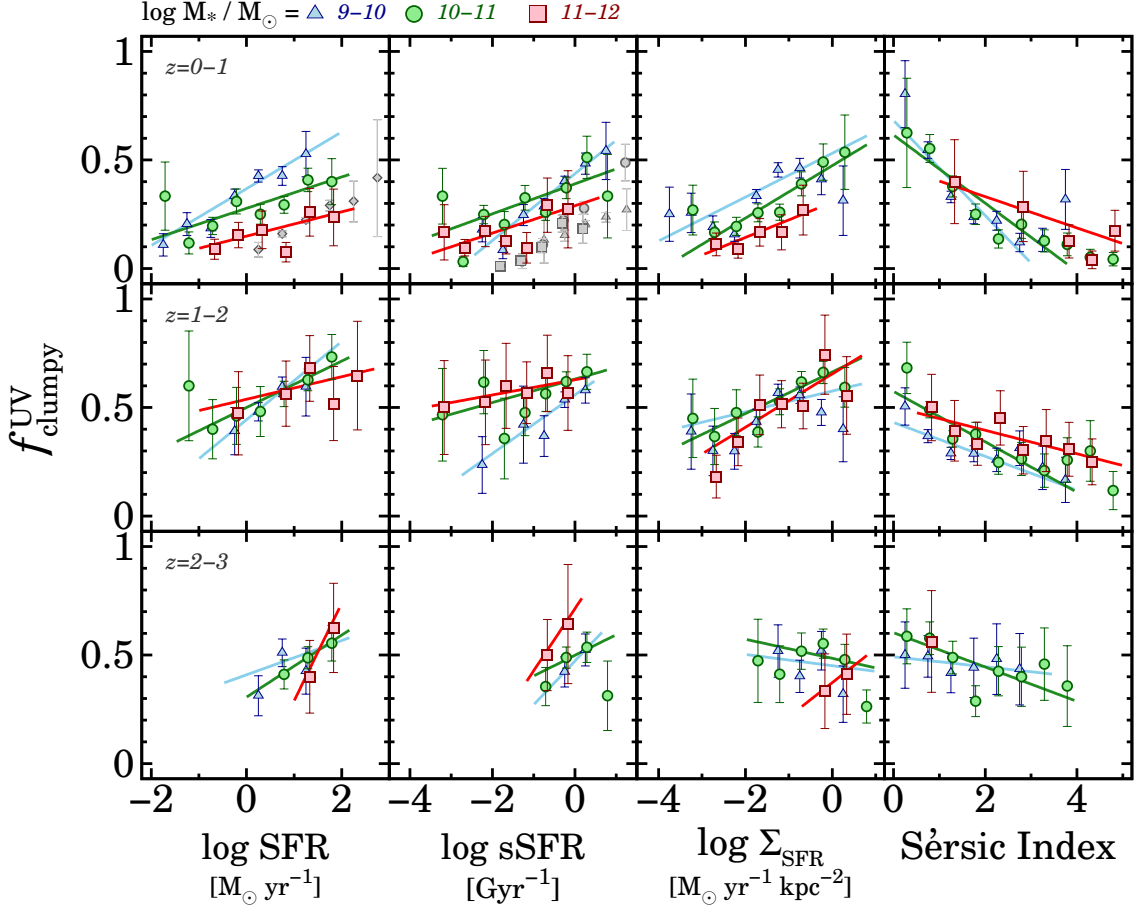 log M* / M⊙ = 9−10 10−11 11−12
z=0−1
1
0.5
0
z=1−2
1
0.5
0
f^UV_clumpy
z=2−3
1
0.5
0
−2 0 2 −4 −2 0 −4 −2 0 0 2 4
log SFR log sSFR log Σ_SFR Sėrsic Index
[M⊙ yr⁻¹] [Gyr⁻¹] [M⊙ yr⁻¹ kpc⁻²]